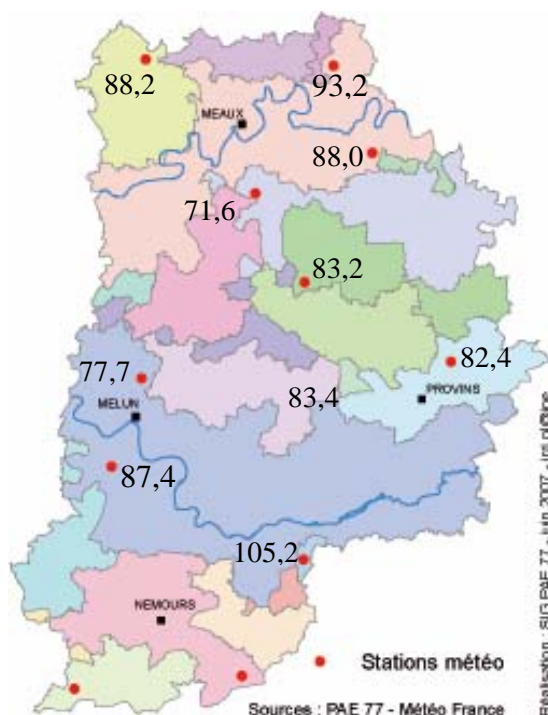 88,2
93,2
MEAUX
88,0
71,6
83,2
82,4
77,7
PROVINS
83,4
MELUN
87,4
105,2
NEMOURS
Stations météo
Sources : PAE 77 - Météo France
Réalisation : SIG PAE 77 - juin 2007